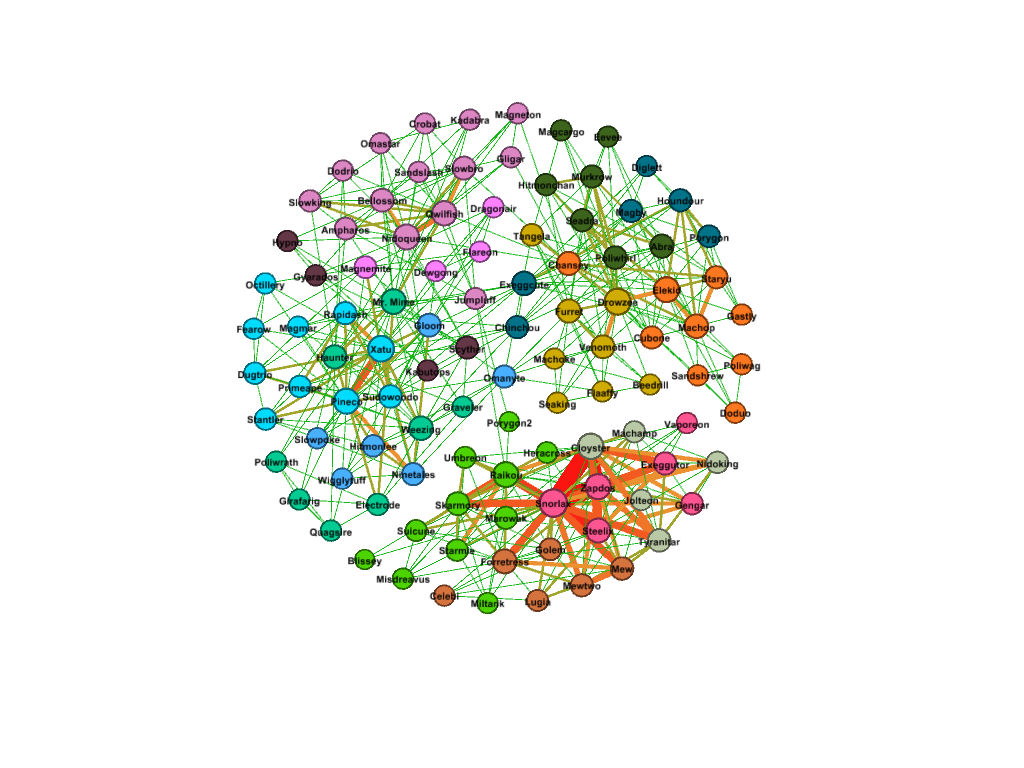 Magneton
Kadabra
Crobat
Magcargo
Eevee
Omastar
Gligar
Diglett
Dodrio
Sandslash
Slowbro
Murkrow
Hitmonchan
Slowking
Bellossom
Houndour
Qwilfish
Dragonair
Magby
Seadra
Ampharos
Nidoqueen
Tangela
Porygon
Hypno
Flareon
Abra
Poliwhirl
Chansey
Magnemite
Dewgong
Gyarados
Staryu
Octillery
Exeggcute
Elekid
Jumpluff
Mr. Mime
Drowzee
Rapidash
Furret
Gastly
Gloom
Chinchou
Machop
Fearow
Magmar
Cubone
Xatu
Scyther
Venomoth
Haunter
Machoke
Poliwag
Kabutops
Dugtrio
Omanyte
Sandshrew
Primeape
Beedrill
Flaaffy
Sudowoodo
Pineco
Seaking
Graveler
Doduo
Stantler
Porygon2
Vaporeon
Weezing
Machamp
Slowpoke
Hitmonlee
Cloyster
Heracross
Umbreon
Poliwrath
Exeggutor
Nidoking
Ninetales
Raikou
Wigglytuff
Zapdos
Girafarig
Jolteon
Electrode
Skarmory
Snorlax
Gengar
Marowak
Quagsire
Suicune
Steelix
Tyranitar
Starmie
Golem
Blissey
Forretress
Mew
Misdreavus
Mewtwo
Celebi
Lugia
Miltank